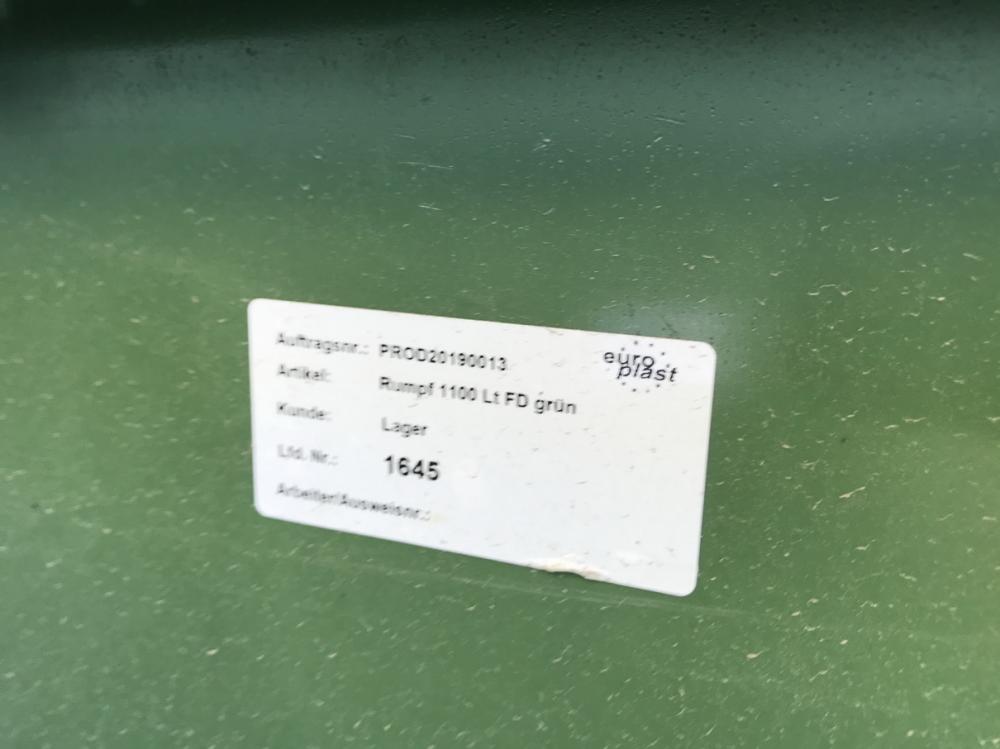 Auftragsnr.: PROD20190013
Artikel: Rumpf 1100 Lt FD grün
Kunde: Lager
Lfd. Nr.: 1645
Arbeiter/Ausweisnr.:
euro
plast